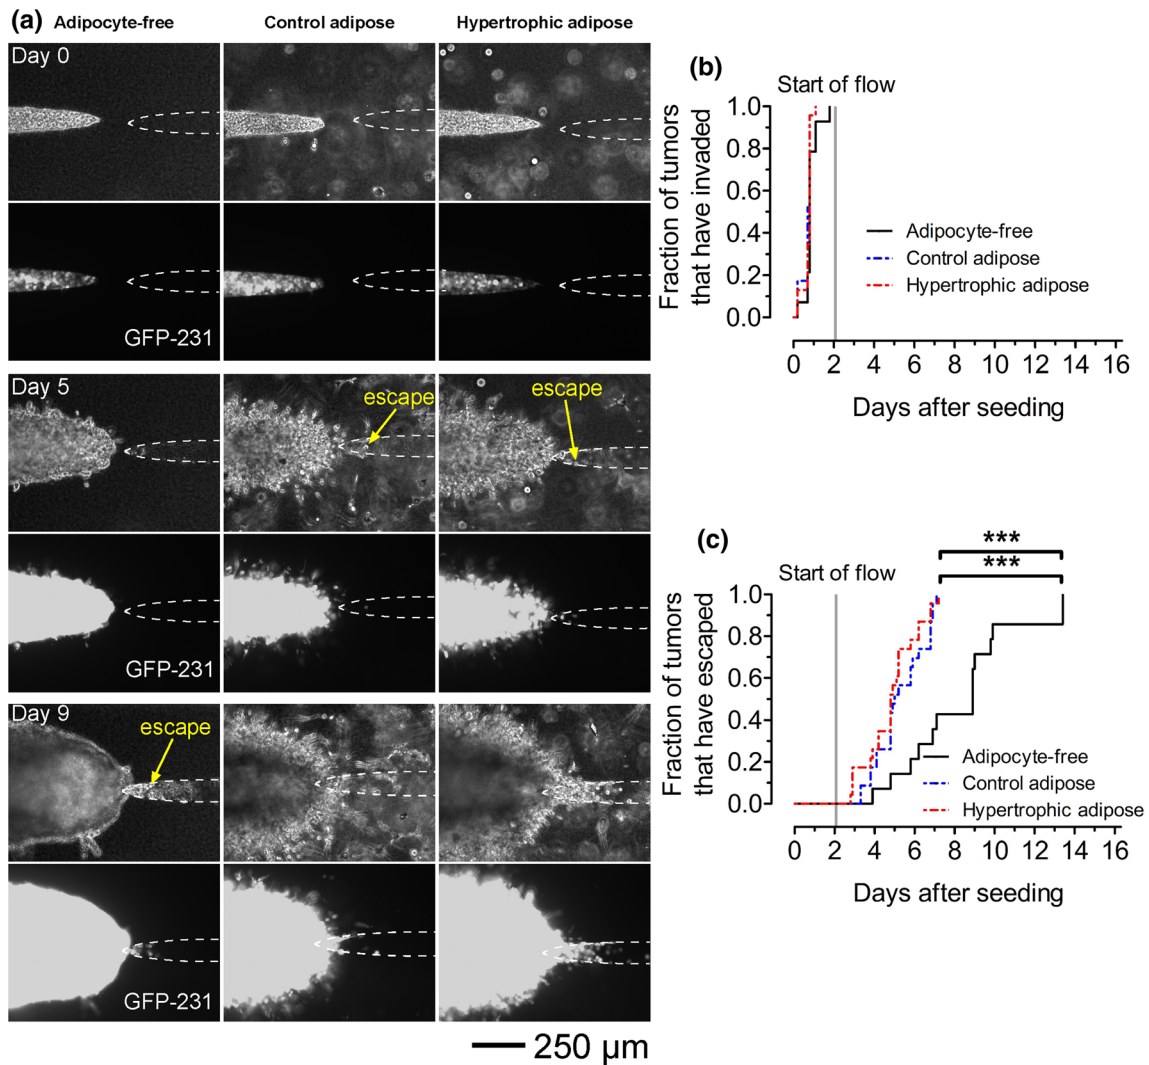 (a)
Adipocyte-free
Control adipose
Hypertrophic adipose
Day 0
GFP-231
Day 5
escape
escape
GFP-231
Day 9
escape
GFP-231
250 µm
(b)
Start of flow
Fraction of tumors
that have invaded
1.0
0.8
0.6
0.4
0.2
0.0
Adipocyte-free
Control adipose
Hypertrophic adipose
0 2 4 6 8 10 12 14 16
Days after seeding
(c)
***
***
Start of flow
Fraction of tumors
that have escaped
1.0
0.8
0.6
0.4
0.2
0.0
Adipocyte-free
Control adipose
Hypertrophic adipose
0 2 4 6 8 10 12 14 16
Days after seeding